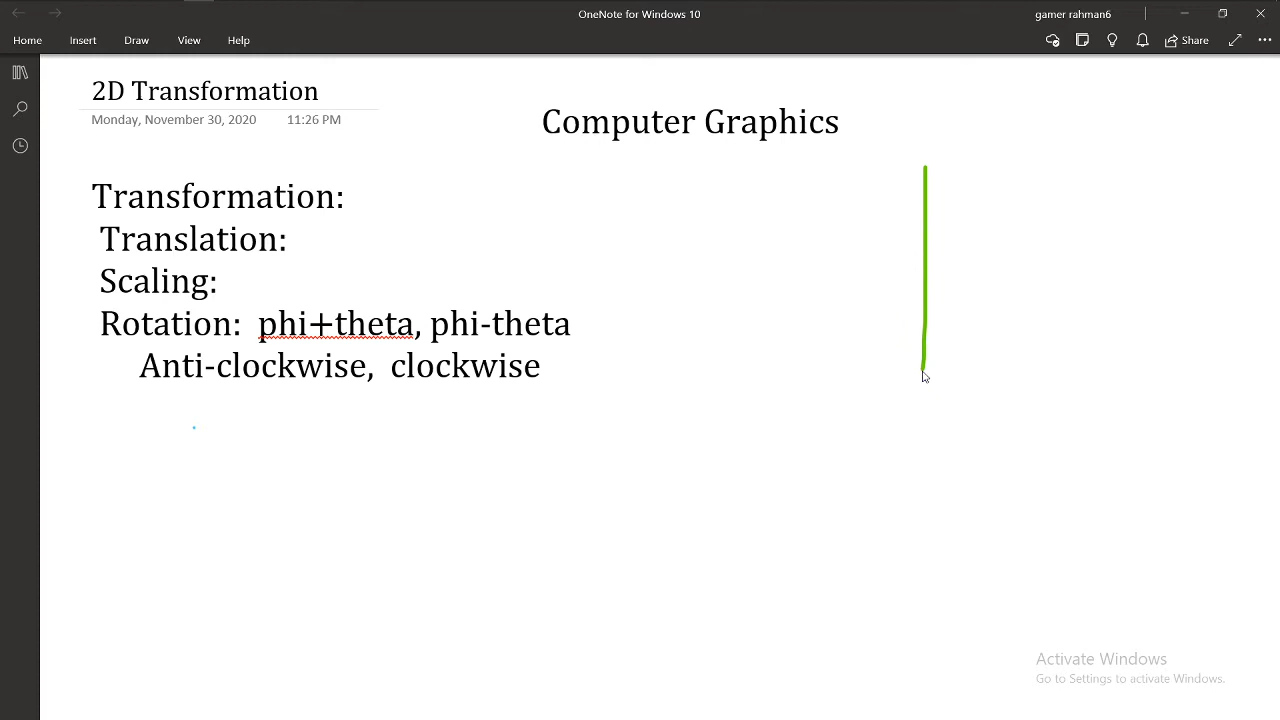 OneNote for Windows 10
gamer rahman6
Home Insert Draw View Help
Share
2D Transformation
Monday, November 30, 2020 11:26 PM
Computer Graphics
Transformation:
Translation:
Scaling:
Rotation: phi+theta, phi-theta
Anti-clockwise, clockwise
Activate Windows
Go to Settings to activate Windows.